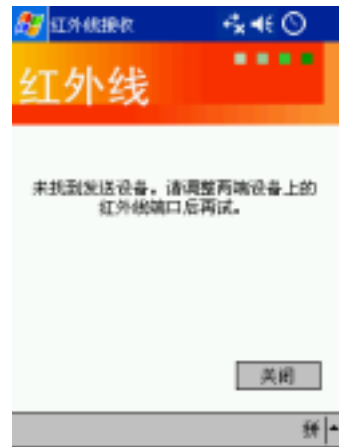 红外线接收
红外线
未找到发送设备。请调整两端设备上的
红外线端口后再试。
关闭
拼